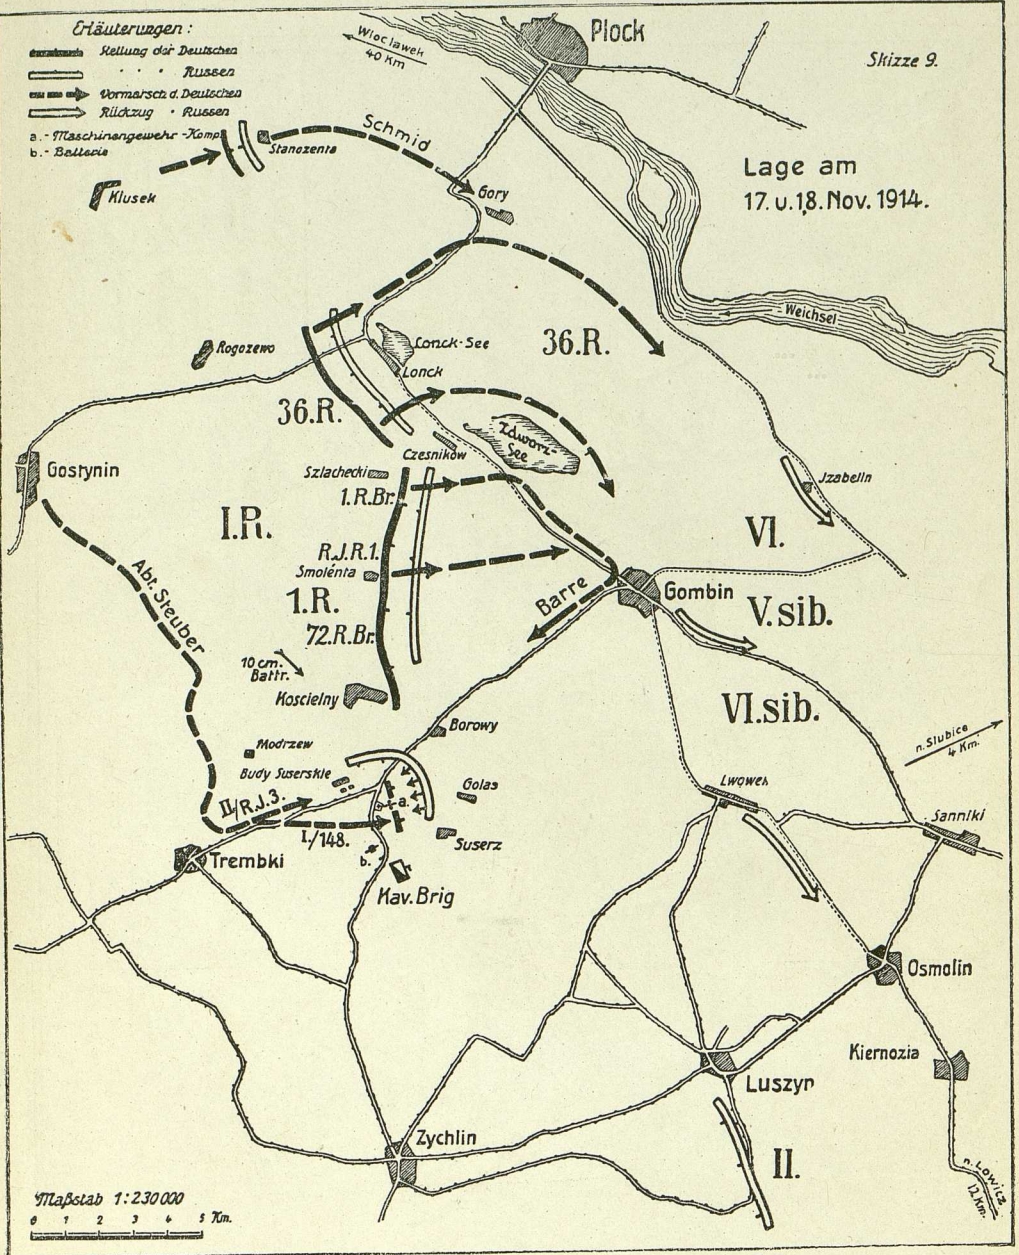 Erläuterungen:
Stellung der Deutschen
" " " Russen
Vormarsch d. Deutschen
Rückzug " Russen
a.- Maschinengewehr-Komp.
b.- Batterie
Wloclawek
40 Km
Plock
Skizze 9.
Lage am
17. u. 18. Nov. 1914.
Schmid
Stanozenta
Klusek
Gory
Weichsel
Rogozewo
Lonck-See
Lonck
36.R.
36.R.
Zdworz-
See
Czesników
Gostynin
Szlachecki
1.R.Br.
Jzabelin
I.R.
VI.
R.J.R.1.
Smolénta
1.R.
72.R.Br.
Abt. Steuber
Barre
Gombin
V.sib.
10 cm.
Battr.
Koscielny
VI.sib.
Borowy
n. Slubice
4 Km.
Modrzew
Budy Suserskie
Golas
Lwówek
II/R.J.3.
a.
Sanniki
I./148.
Suserz
Trembki
b.
Kav. Brig
Osmolin
Kiernozia
Luszyn
Zychlin
II.
n. Lowicz
12 Km.
Maßstab 1:230000
0 1 2 3 4 5 Km.